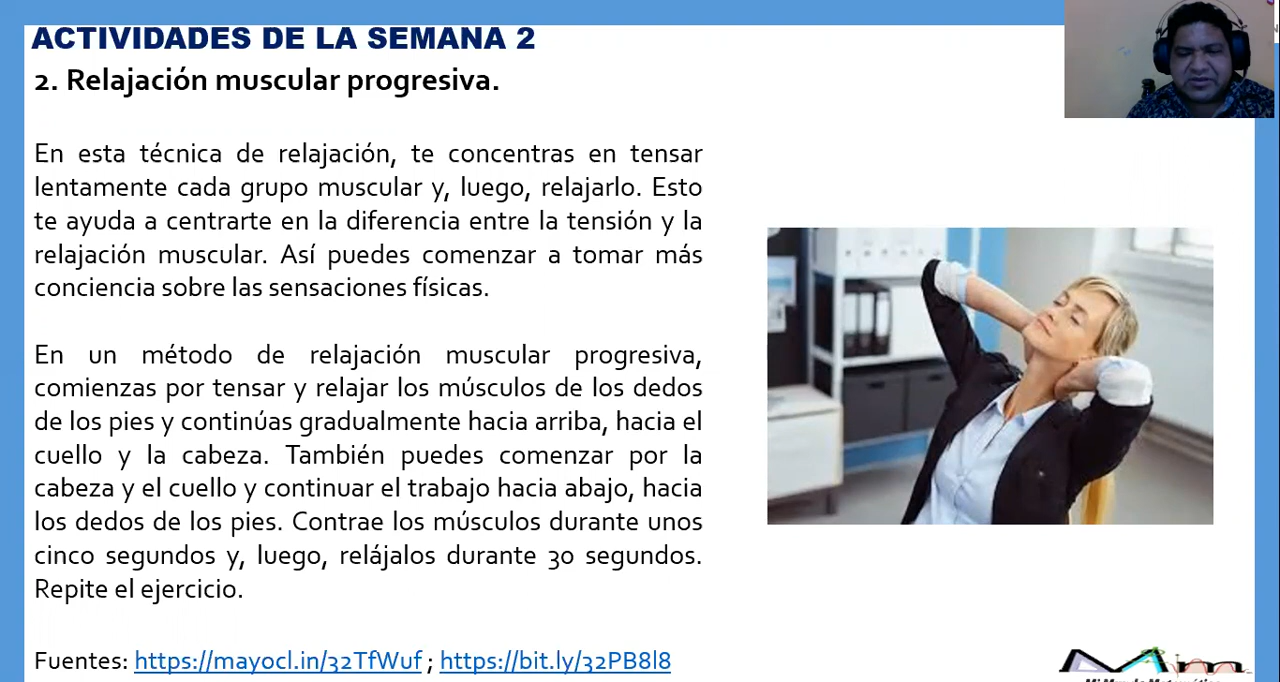 ACTIVIDADES DE LA SEMANA 2
2. Relajación muscular progresiva.
En esta técnica de relajación, te concentras en tensar
lentamente cada grupo muscular y, luego, relajarlo. Esto
te ayuda a centrarte en la diferencia entre la tensión y la
relajación muscular. Así puedes comenzar a tomar más
conciencia sobre las sensaciones físicas.
En un método de relajación muscular progresiva,
comienzas por tensar y relajar los músculos de los dedos
de los pies y continúas gradualmente hacia arriba, hacia el
cuello y la cabeza. También puedes comenzar por la
cabeza y el cuello y continuar el trabajo hacia abajo, hacia
los dedos de los pies. Contrae los músculos durante unos
cinco segundos y, luego, relájalos durante 30 segundos.
Repite el ejercicio.
Fuentes: https://mayocl.in/32TfWuf ; https://bit.ly/32PB8l8